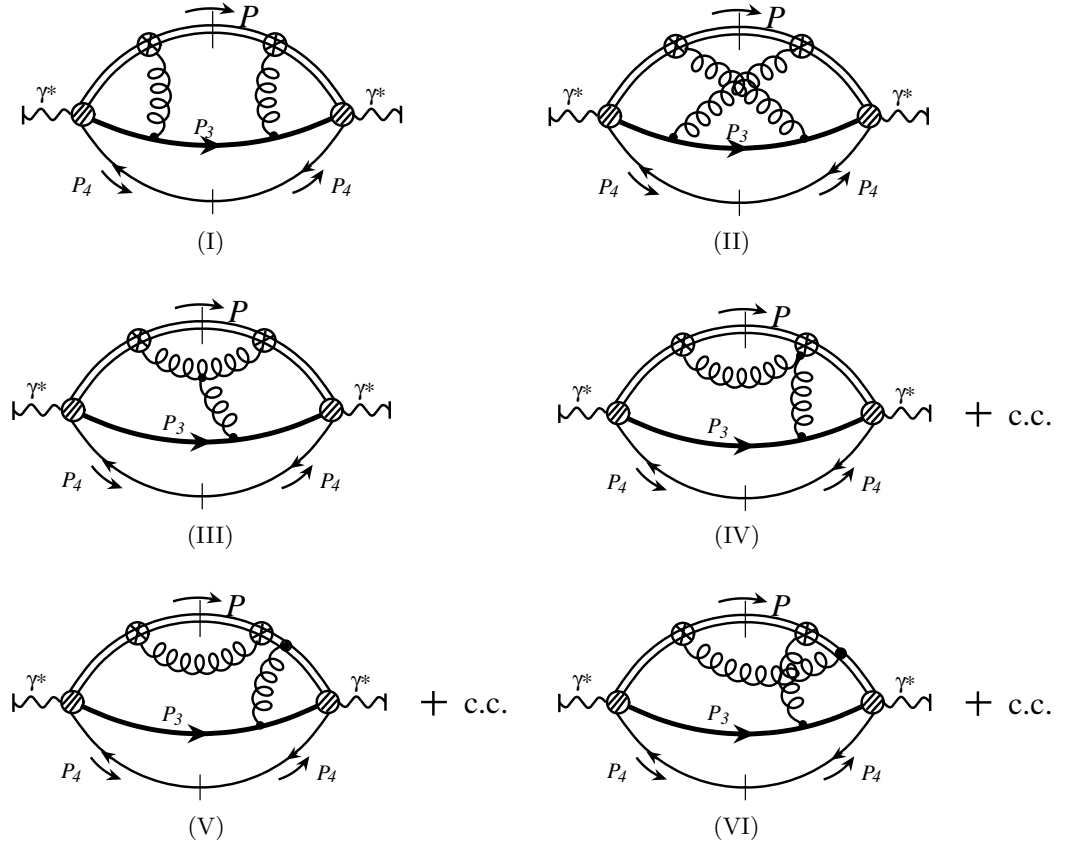 P P
γ* P3 γ* γ* P3 γ*
P4 P4 P4 P4
(I) (II)
P P
γ* P3 γ* γ* P3 γ* + c.c.
P4 P4 P4 P4
(III) (IV)
P P
γ* P3 γ* + c.c. γ* P3 γ* + c.c.
P4 P4 P4 P4
(V) (VI)